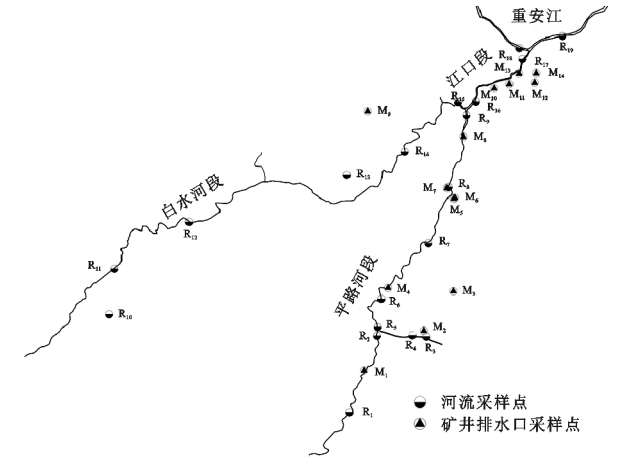 重安江
R₁₈
R₁₉
R₁₇
M₁₃
M₁₄
江口段
M₁₀
M₁₁
M₁₂
R₁₆
M₉
R₉
M₈
R₁₄
R₁₅
白水河段
M₇
R₈
M₆
M₅
R₁₂
R₇
R₁₁
平路河段
M₄
M₃
R₆
R₁₀
R₅
M₂
R₂
R₄
R₃
M₁
R₁
河流采样点
矿井排水口采样点